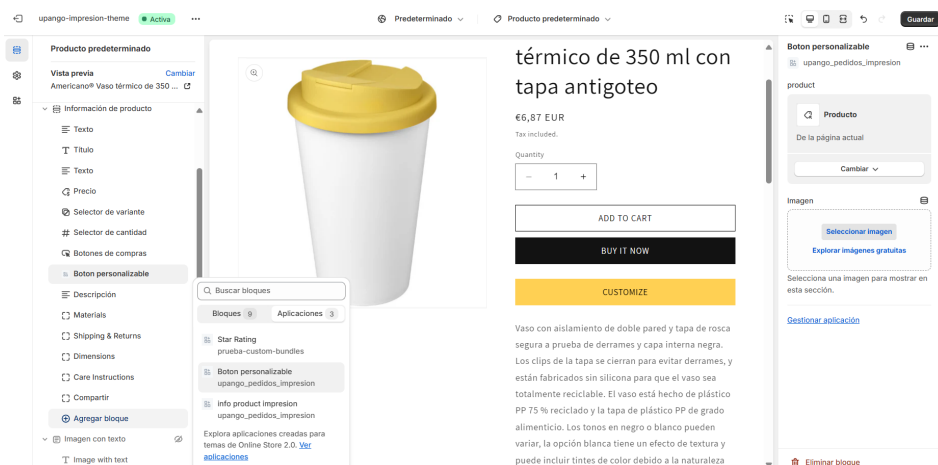 upango-impresion-theme
Activa
Predeterminado
Producto predeterminado
Guardar
Producto predeterminado
Vista previa
Cambiar
Americano® Vaso térmico de 350 ...
Información de producto
Texto
Título
Texto
Precio
Selector de variante
Selector de cantidad
Botones de compras
Boton personalizable
Descripción
Materials
Shipping & Returns
Dimensions
Care Instructions
Compartir
Agregar bloque
Imagen con texto
Image with text
Buscar bloques
Bloques 9
Aplicaciones 3
Star Rating
prueba-custom-bundles
Boton personalizable
upango_pedidos_impresion
info product impresion
upango_pedidos_impresion
Explora aplicaciones creadas para
temas de Online Store 2.0. Ver
aplicaciones
térmico de 350 ml con
tapa antigoteo
€6,87 EUR
Tax included.
Quantity
− 1 +
ADD TO CART
BUY IT NOW
CUSTOMIZE
Vaso con aislamiento de doble pared y tapa de rosca
segura a prueba de derrames y capa interna negra.
Los clips de la tapa se cierran para evitar derrames, y
están fabricados sin silicona para que el vaso sea
totalmente reciclable. El vaso está hecho de plástico
PP 75 % reciclado y la tapa de plástico PP de grado
alimenticio. Los tonos en negro o blanco pueden
variar, la opción blanca tiene un efecto de textura y
puede incluir tintes de color debido a la naturaleza
Boton personalizable
upango_pedidos_impresion
product
Producto
De la página actual
Cambiar
Imagen
Seleccionar imagen
Explorar imágenes gratuitas
Selecciona una imagen para mostrar en
esta sección.
Gestionar aplicación
Eliminar bloque